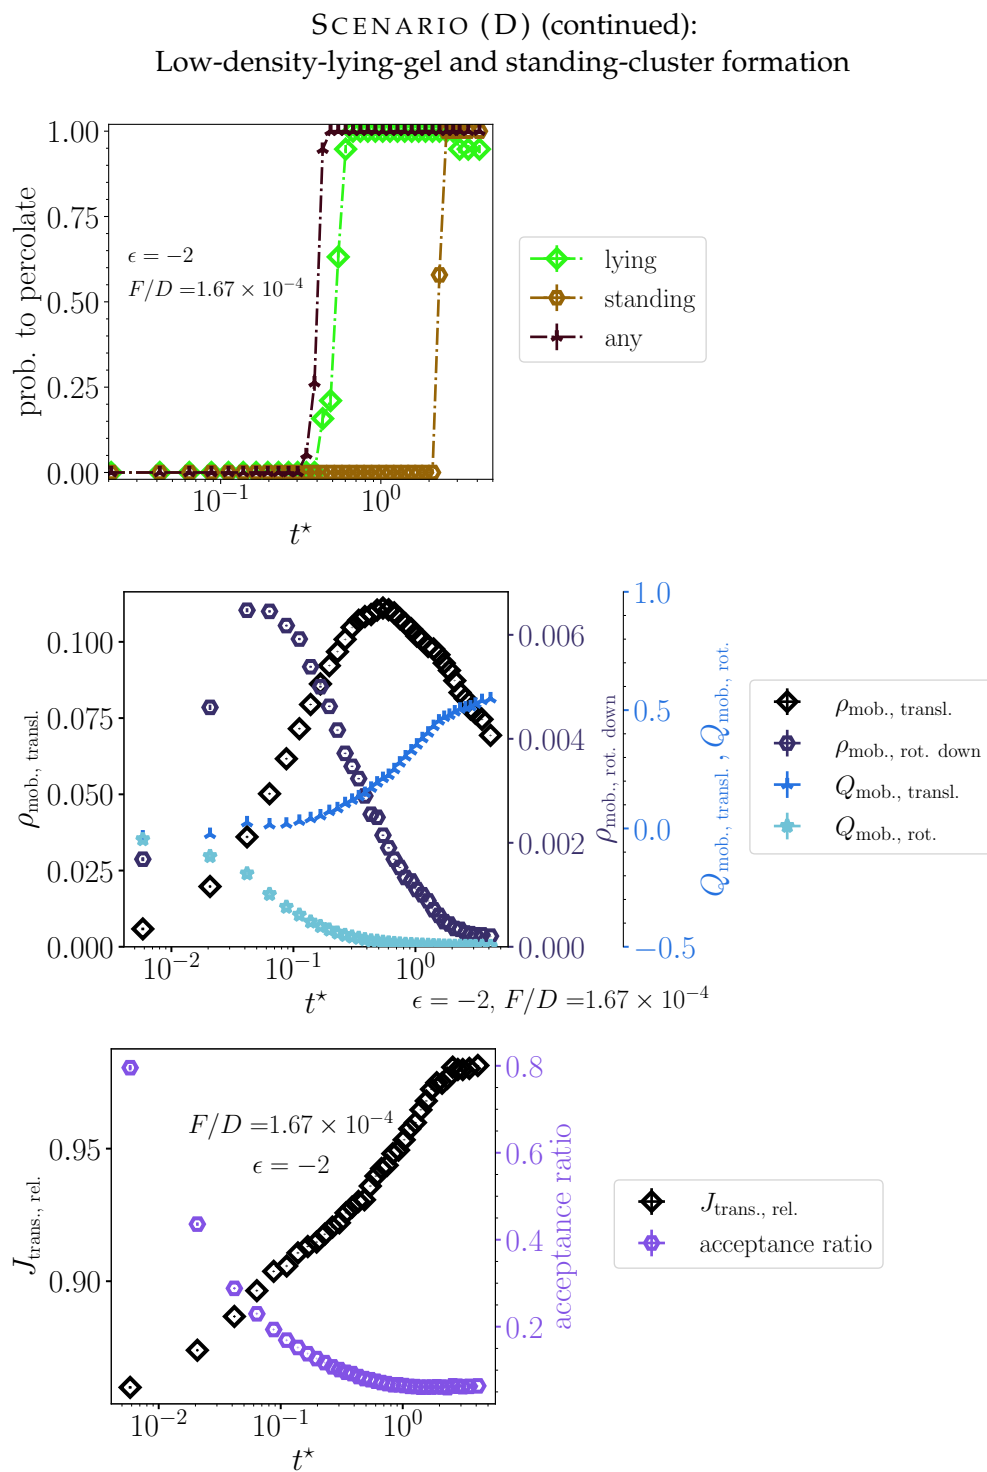 SCENARIO (D) (continued):
Low-density-lying-gel and standing-cluster formation
1.00
0.75
0.50
0.25
0.00
prob. to percolate
ϵ = −2
F/D =1.67 × 10⁻⁴
10⁻¹
10⁰
t⋆
lying
standing
any
0.100
0.075
0.050
0.025
0.000
ρmob., transl.
10⁻²
10⁻¹
10⁰
t⋆
0.006
0.004
0.002
0.000
ρmob., rot. down
1.0
0.5
0.0
−0.5
Qmob., transl., Qmob., rot.
ρmob., transl.
ρmob., rot. down
Qmob., transl.
Qmob., rot.
ϵ = −2, F/D =1.67 × 10⁻⁴
0.95
0.90
Jtrans., rel.
F/D =1.67 × 10⁻⁴
ϵ = −2
10⁻²
10⁻¹
10⁰
t⋆
0.8
0.6
0.4
0.2
acceptance ratio
Jtrans., rel.
acceptance ratio